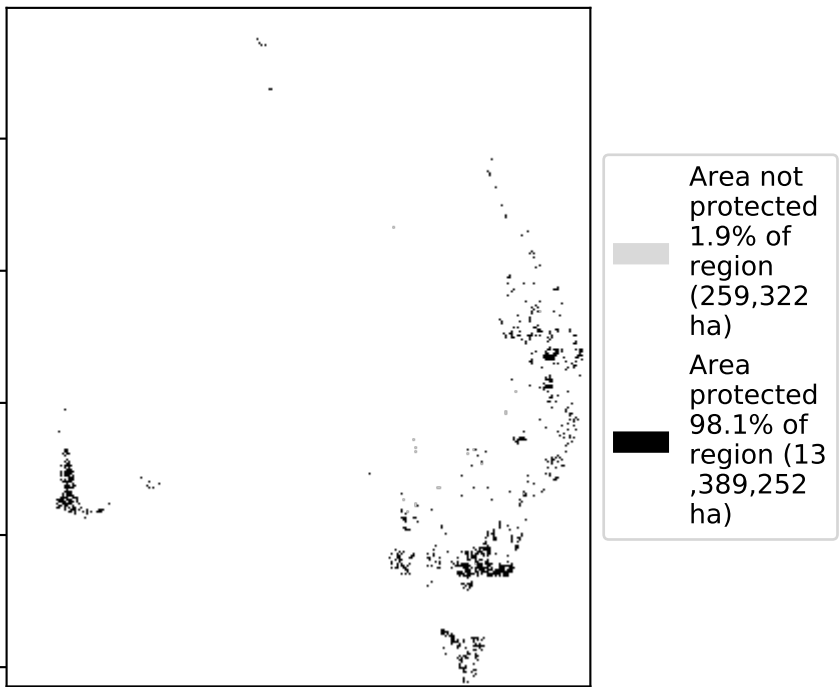 Area not
protected
1.9% of
region
(259,322
ha)
Area
protected
98.1% of
region (13
,389,252
ha)